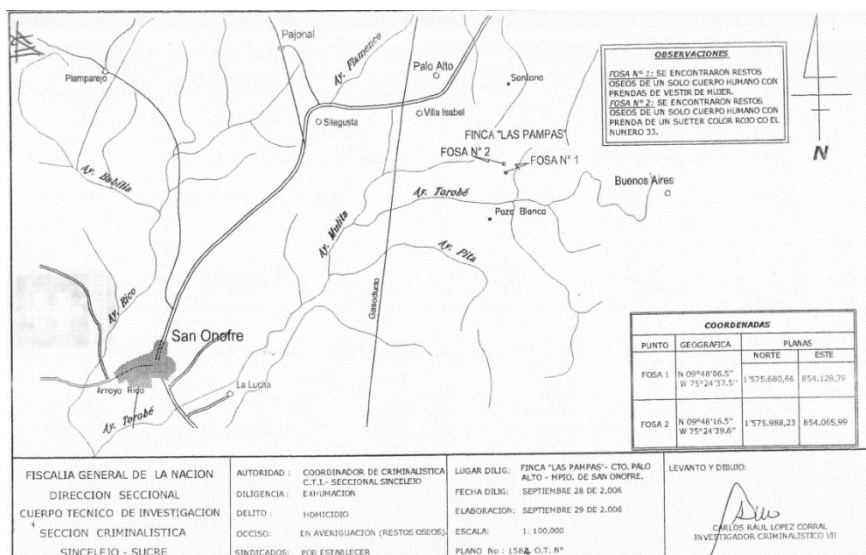 Pajonal
Ay. Flamenco
Plamparejo
Palo Alto
Santana
Sitegusta
Villa Isabel
FINCA "LAS PAMPAS"
FOSA N° 2
FOSA N° 1
Buenos Aires
Ay. Babilla
Ay. Torobé
Pozo Blanco
Ay. Mulita
Ay. Pita
Gasoducto
Ay. Rico
San Onofre
Arroyo Rico
La Lucha
Ay. Torobé
OBSERVACIONES
FOSA N° 1: SE ENCONTRARON RESTOS
OSEOS DE UN SOLO CUERPO HUMANO CON
PRENDAS DE VESTIR DE MUJER.
FOSA N° 2: SE ENCONTRARON RESTOS
OSEOS DE UN SOLO CUERPO HUMANO CON
PRENDA DE UN SUETER COLOR ROJO CO EL
NUMERO 33.
N
COORDENADAS
PUNTO GEOGRAFICA PLANAS
NORTE ESTE
FOSA 1 N 09°48'06.5" W 75°24'37.5" 1'575.680,66 854.128,79
FOSA 2 N 09°48'16.5" W 75°24'39.6" 1'575.988,23 854.065,99
FISCALIA GENERAL DE LA NACION
DIRECCION SECCIONAL
CUERPO TECNICO DE INVESTIGACION
SECCION CRIMINALISTICA
SINCELEJO - SUCRE
AUTORIDAD : COORDINADOR DE CRIMINALISTICA
C.T.I.- SECCIONAL SINCELEJO
DILIGENCIA : EXHUMACION
DELITO : HOMICIDIO
OCCISO: EN AVERIGUACION (RESTOS OSEOS).
SINDICADOS: POR ESTABLECER
LUGAR DILIG: FINCA "LAS PAMPAS"- CTO. PALO
ALTO - MPIO. DE SAN ONOFRE.
FECHA DILIG: SEPTIEMBRE 28 DE 2.006
ELABORACION: SEPTIEMBRE 29 DE 2.006
ESCALA: 1: 100.000
PLANO No : O.T. N°
LEVANTO Y DIBUJO:
CARLOS RAUL LOPEZ CORRAL
INVESTIGADOR CRIMINALISTICO VII